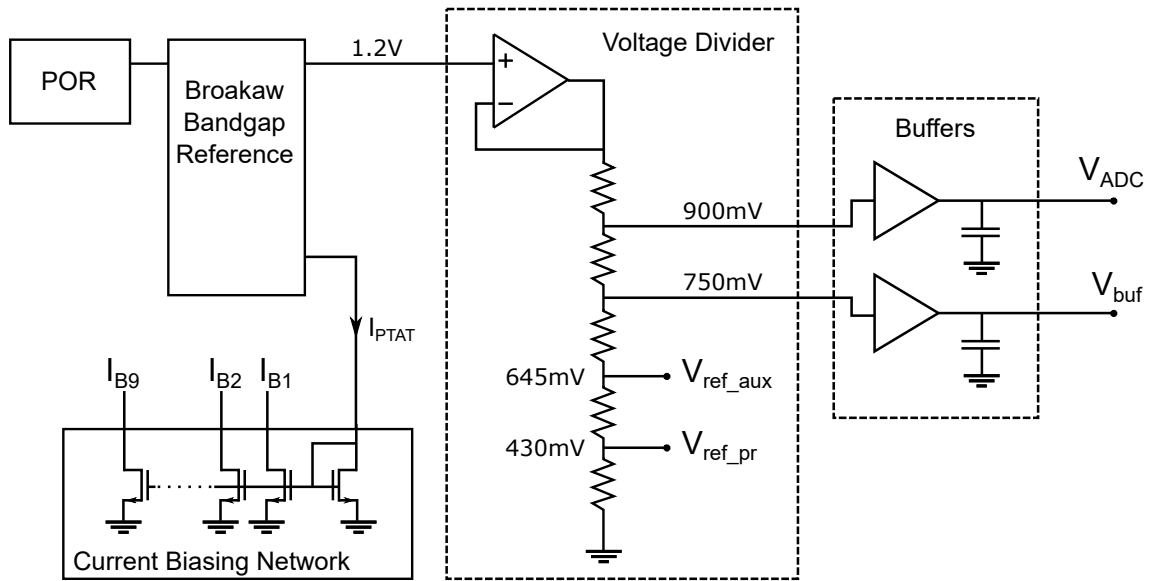 POR
Broakaw
Bandgap
Reference
1.2V
+
−
Voltage Divider
Buffers
900mV
V_ADC
750mV
V_buf
I_PTAT
645mV
V_ref_aux
430mV
V_ref_pr
I_B9
I_B2
I_B1
Current Biasing Network